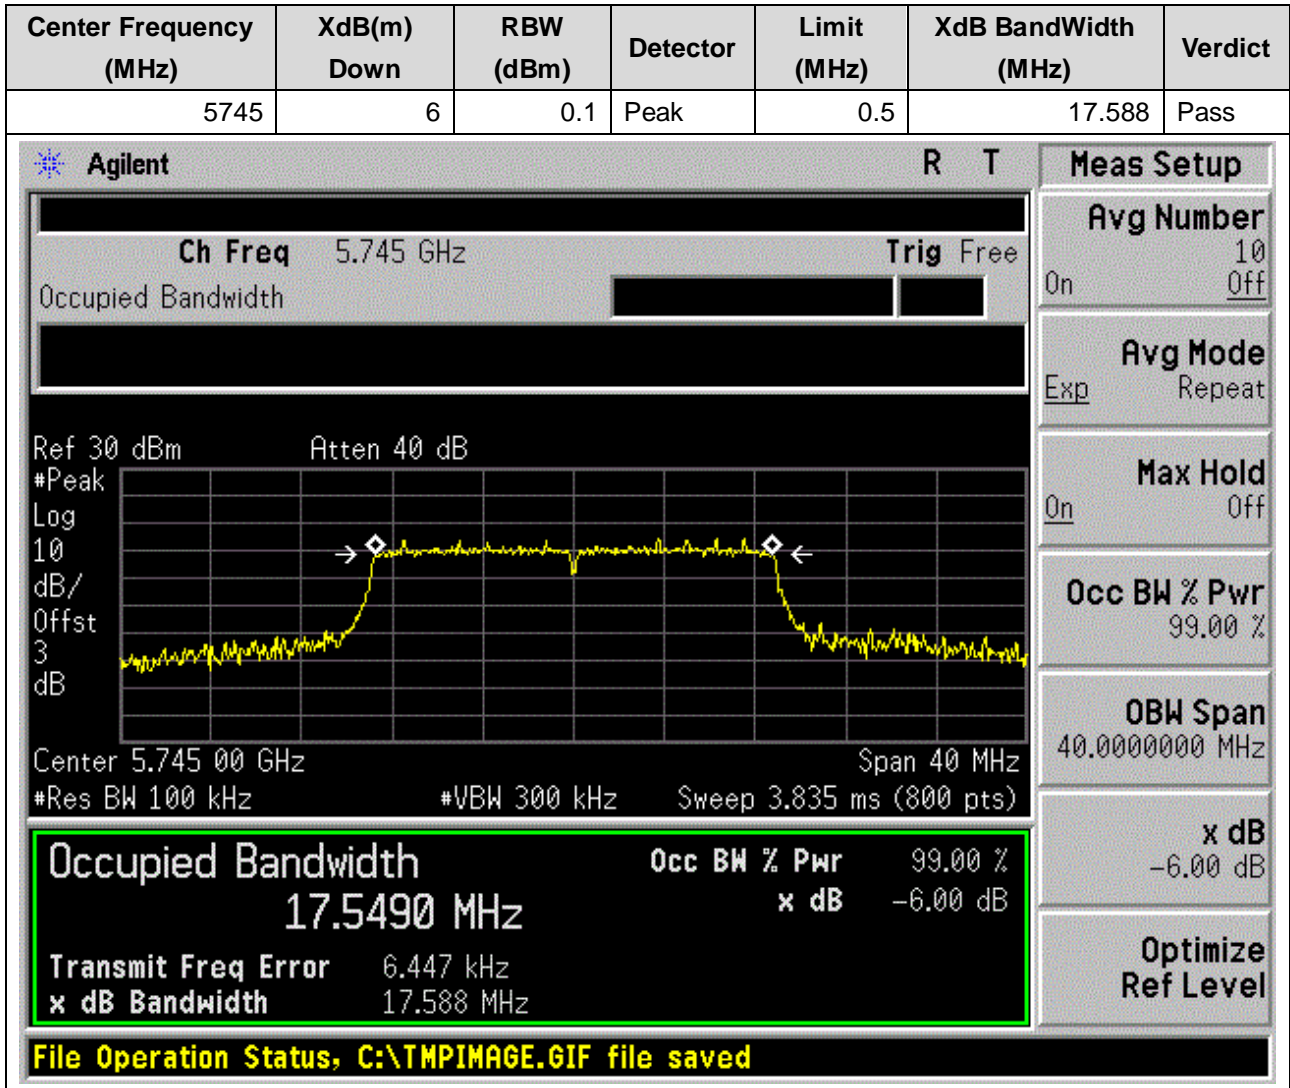 Center Frequency (MHz) XdB(m) Down RBW (dBm) Detector Limit (MHz) XdB BandWidth (MHz) Verdict
5745 6 0.1 Peak 0.5 17.588 Pass
Agilent R T Meas Setup
Avg Number
10
On Off
Ch Freq 5.745 GHz Trig Free
Occupied Bandwidth
Avg Mode
Exp Repeat
Ref 30 dBm Atten 40 dB
#Peak
Log
10
dB/
Offst
3
dB
Max Hold
On Off
Occ BW % Pwr
99.00 %
OBW Span
40.0000000 MHz
Center 5.745 00 GHz Span 40 MHz
#Res BW 100 kHz #VBW 300 kHz Sweep 3.835 ms (800 pts)
x dB
-6.00 dB
Occupied Bandwidth Occ BW % Pwr 99.00 %
17.5490 MHz x dB -6.00 dB
Transmit Freq Error 6.447 kHz
x dB Bandwidth 17.588 MHz
Optimize
Ref Level
File Operation Status, C:\TMPIMAGE.GIF file saved